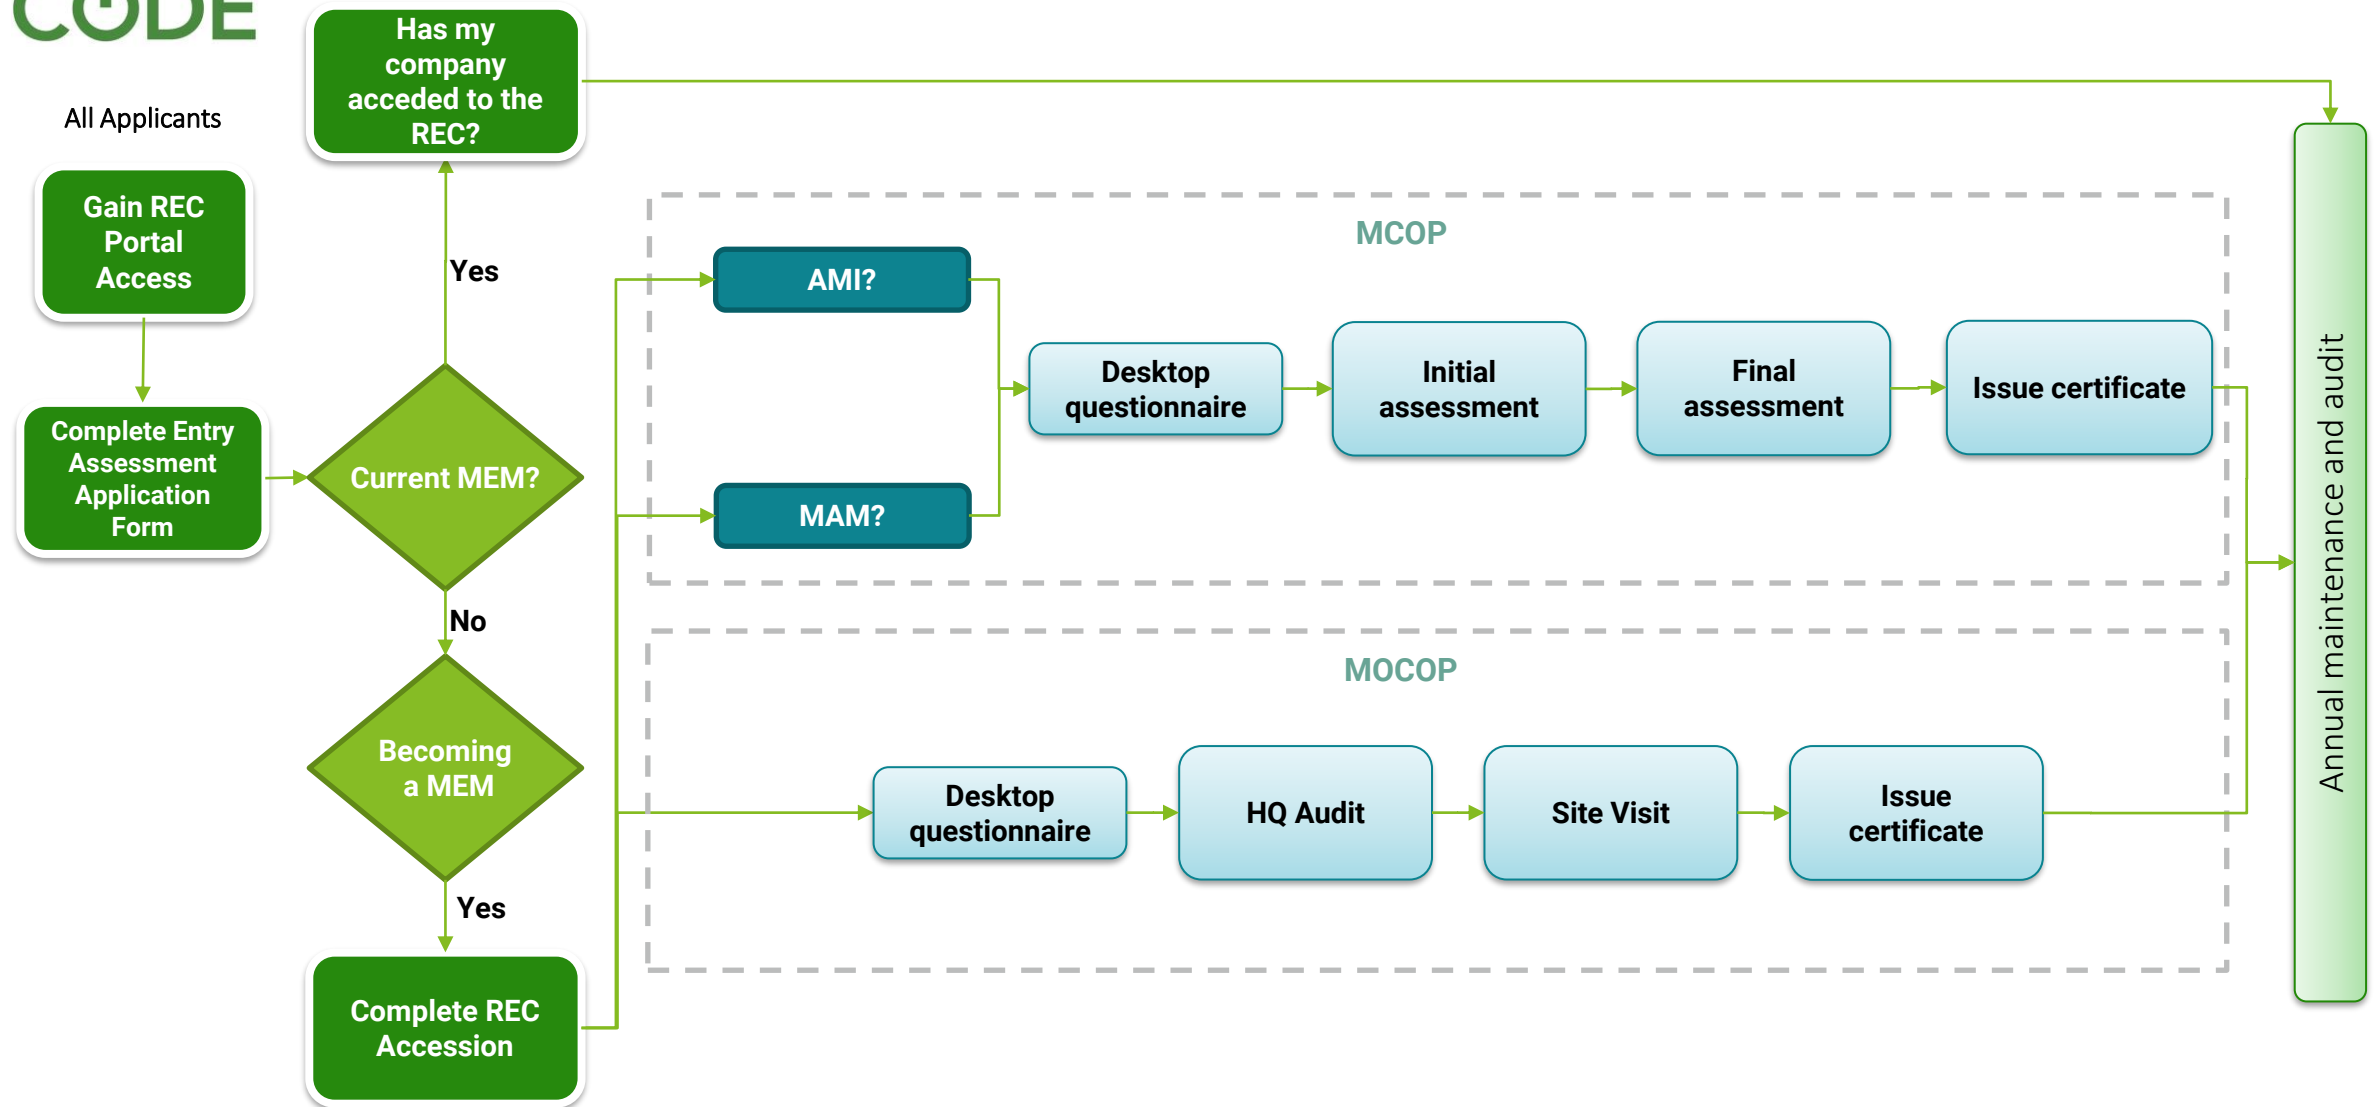 CODE
All Applicants
Gain REC
Portal
Access
Complete Entry
Assessment
Application
Form
Has my
company
acceded to the
REC?
Yes
Current MEM?
No
Becoming
a MEM
Yes
Complete REC
Accession
MCOP
AMI?
MAM?
Desktop
questionnaire
Initial
assessment
Final
assessment
Issue certificate
MOCOP
Desktop
questionnaire
HQ Audit
Site Visit
Issue
certificate
Annual maintenance and audit